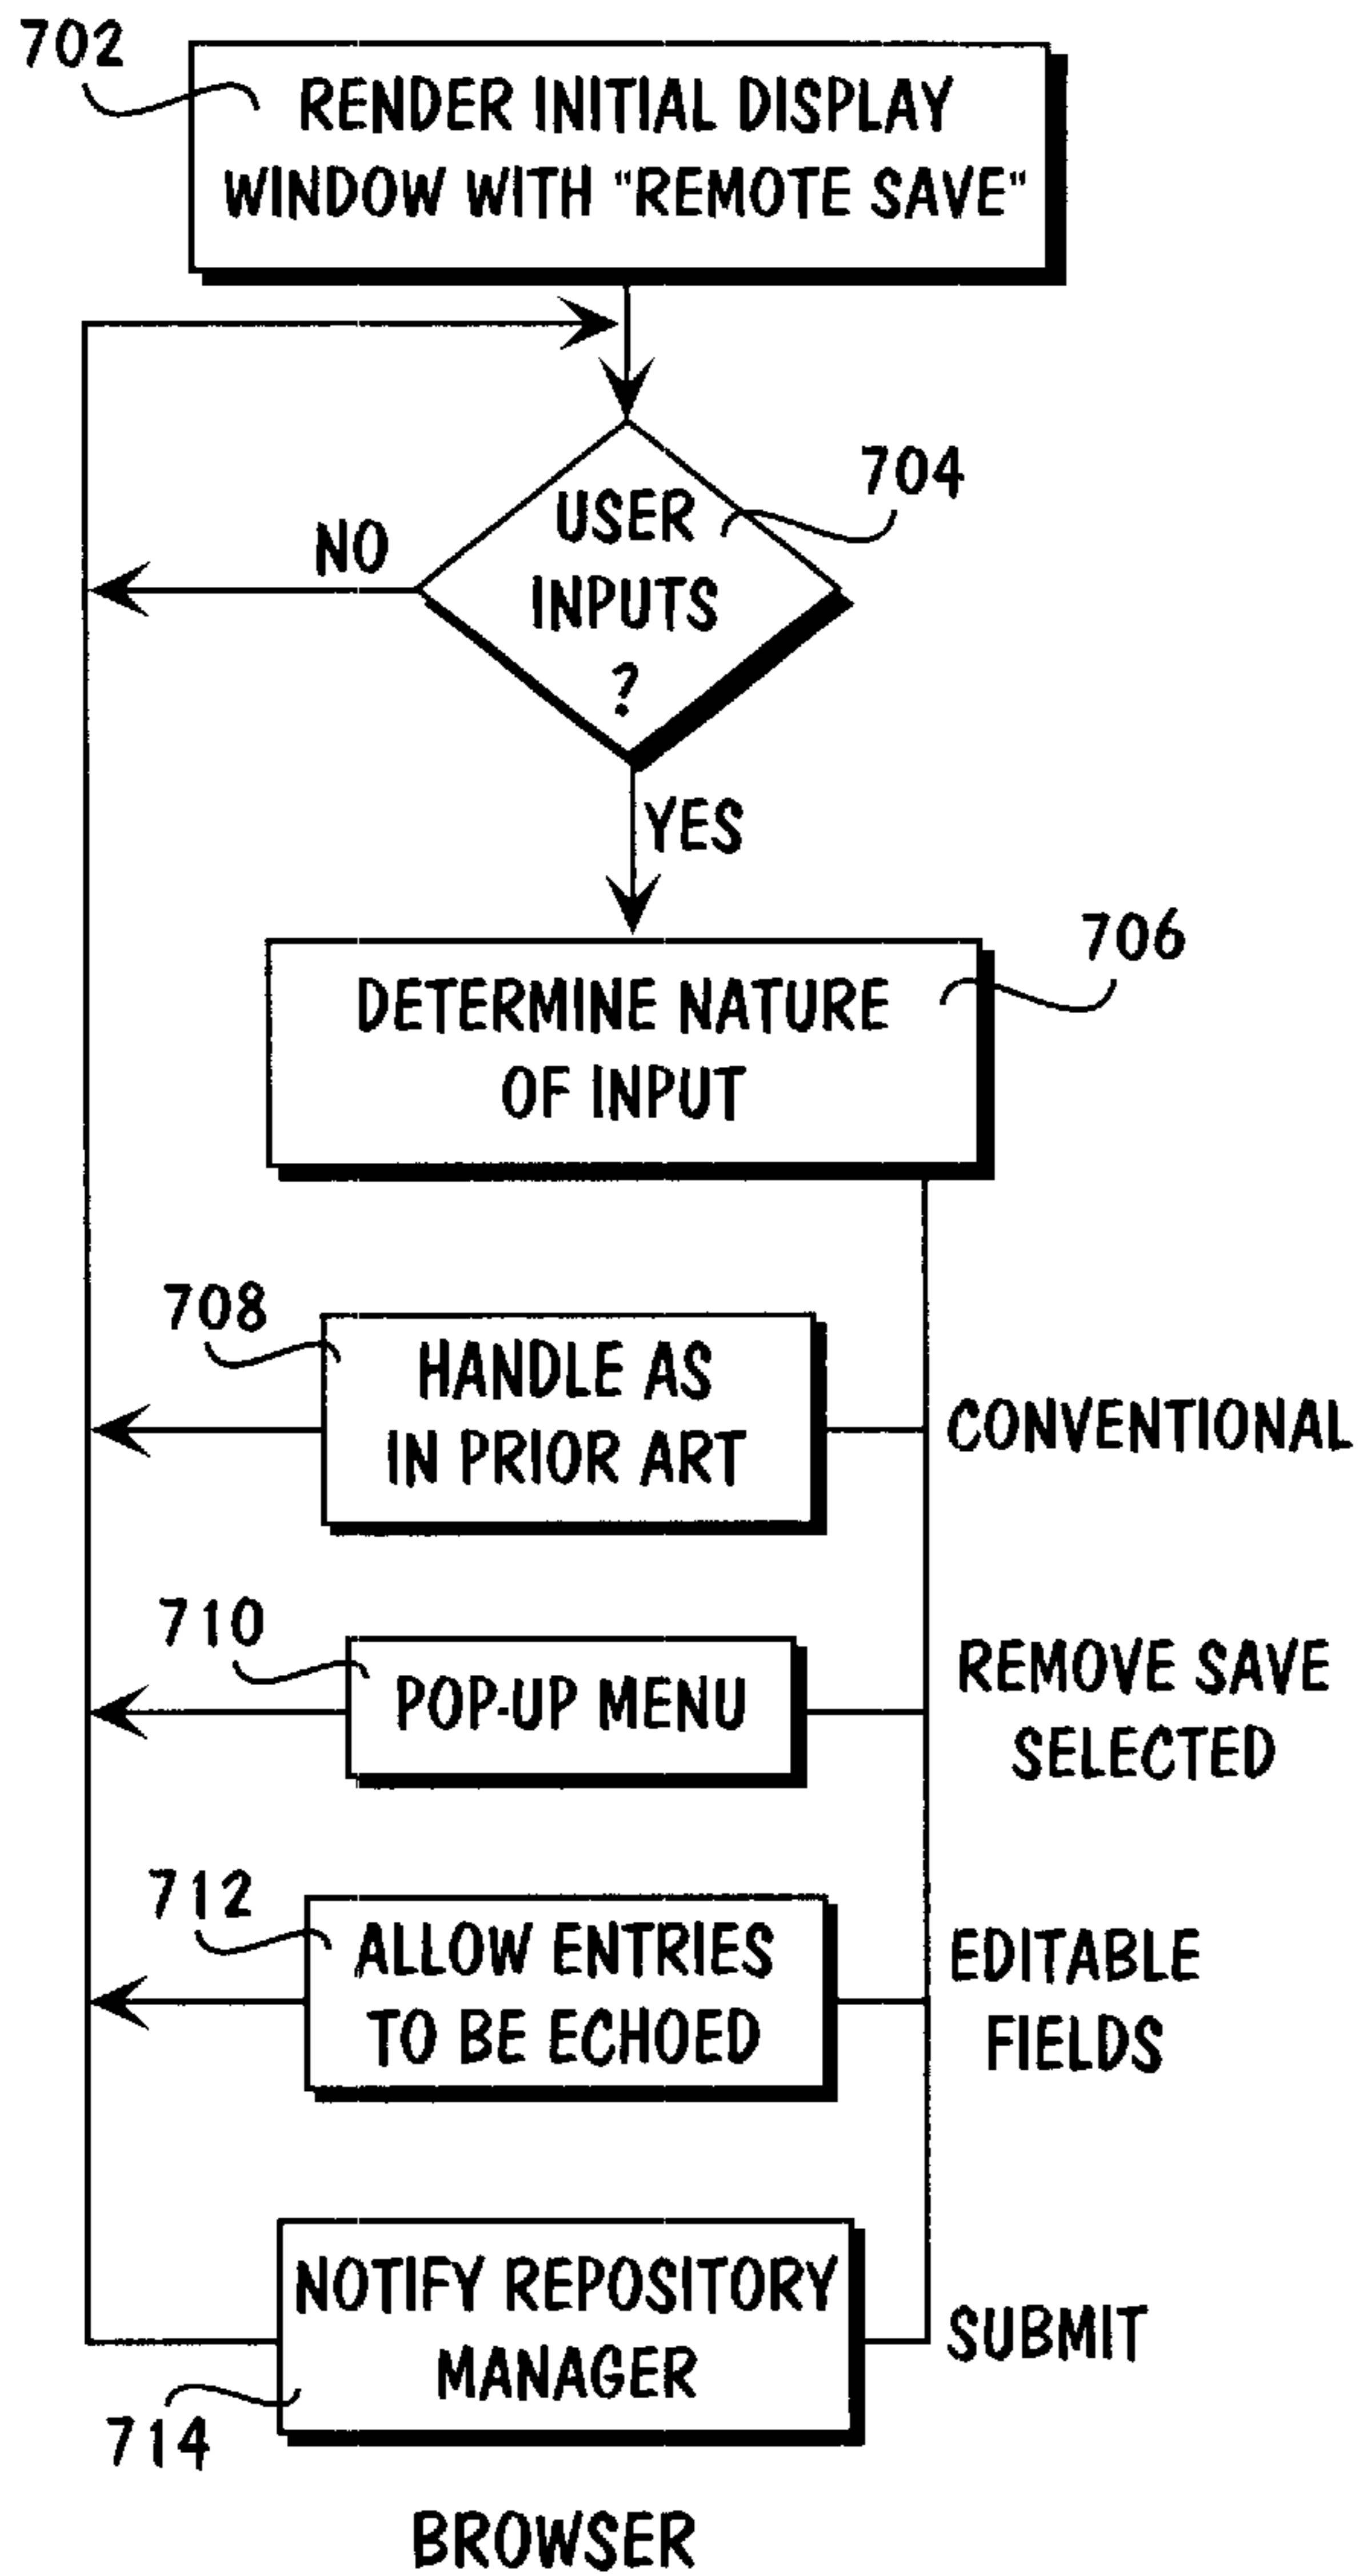 702
RENDER INITIAL DISPLAY
WINDOW WITH "REMOTE SAVE"
704
USER
INPUTS
?
NO
YES
706
DETERMINE NATURE
OF INPUT
708
HANDLE AS
IN PRIOR ART
CONVENTIONAL
710
POP-UP MENU
REMOVE SAVE
SELECTED
712
ALLOW ENTRIES
TO BE ECHOED
EDITABLE
FIELDS
NOTIFY REPOSITORY
MANAGER
SUBMIT
714
BROWSER